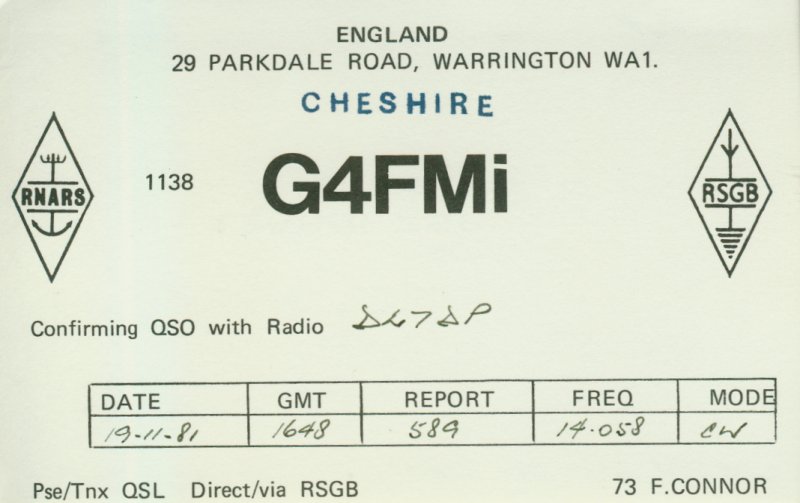 ENGLAND
29 PARKDALE ROAD, WARRINGTON WA1.
CHESHIRE
RNARS
1138
G4FMi
RSGB
Confirming QSO with Radio DL7DP
DATE GMT REPORT FREQ MODE
19-11-81 1648 589 14.058 CW
Pse/Tnx QSL Direct/via RSGB
73 F.CONNOR